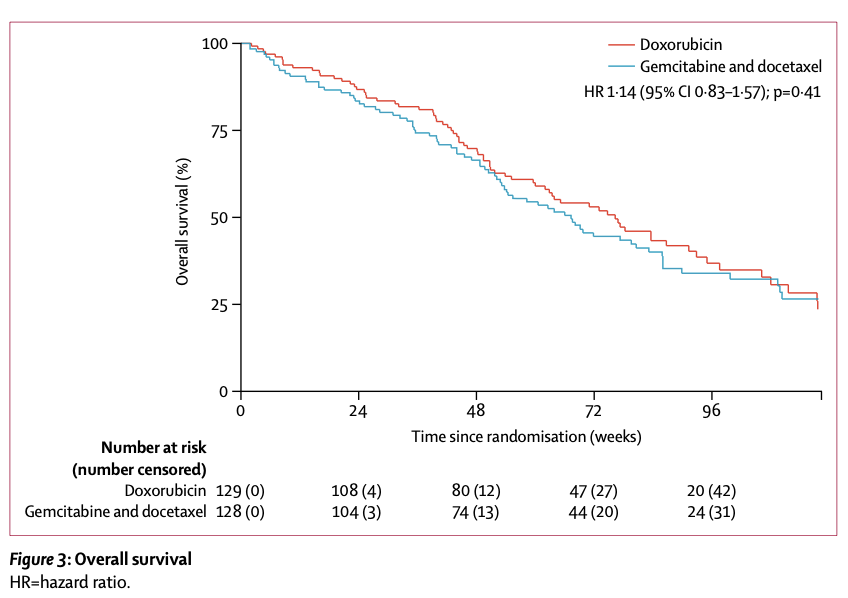 100
75
50
25
0
Overall survival (%)
Doxorubicin
Gemcitabine and docetaxel
HR 1·14 (95% CI 0·83–1·57); p=0·41
0 24 48 72 96
Time since randomisation (weeks)
Number at risk
(number censored)
Doxorubicin 129 (0) 108 (4) 80 (12) 47 (27) 20 (42)
Gemcitabine and docetaxel 128 (0) 104 (3) 74 (13) 44 (20) 24 (31)
Figure 3: Overall survival
HR=hazard ratio.